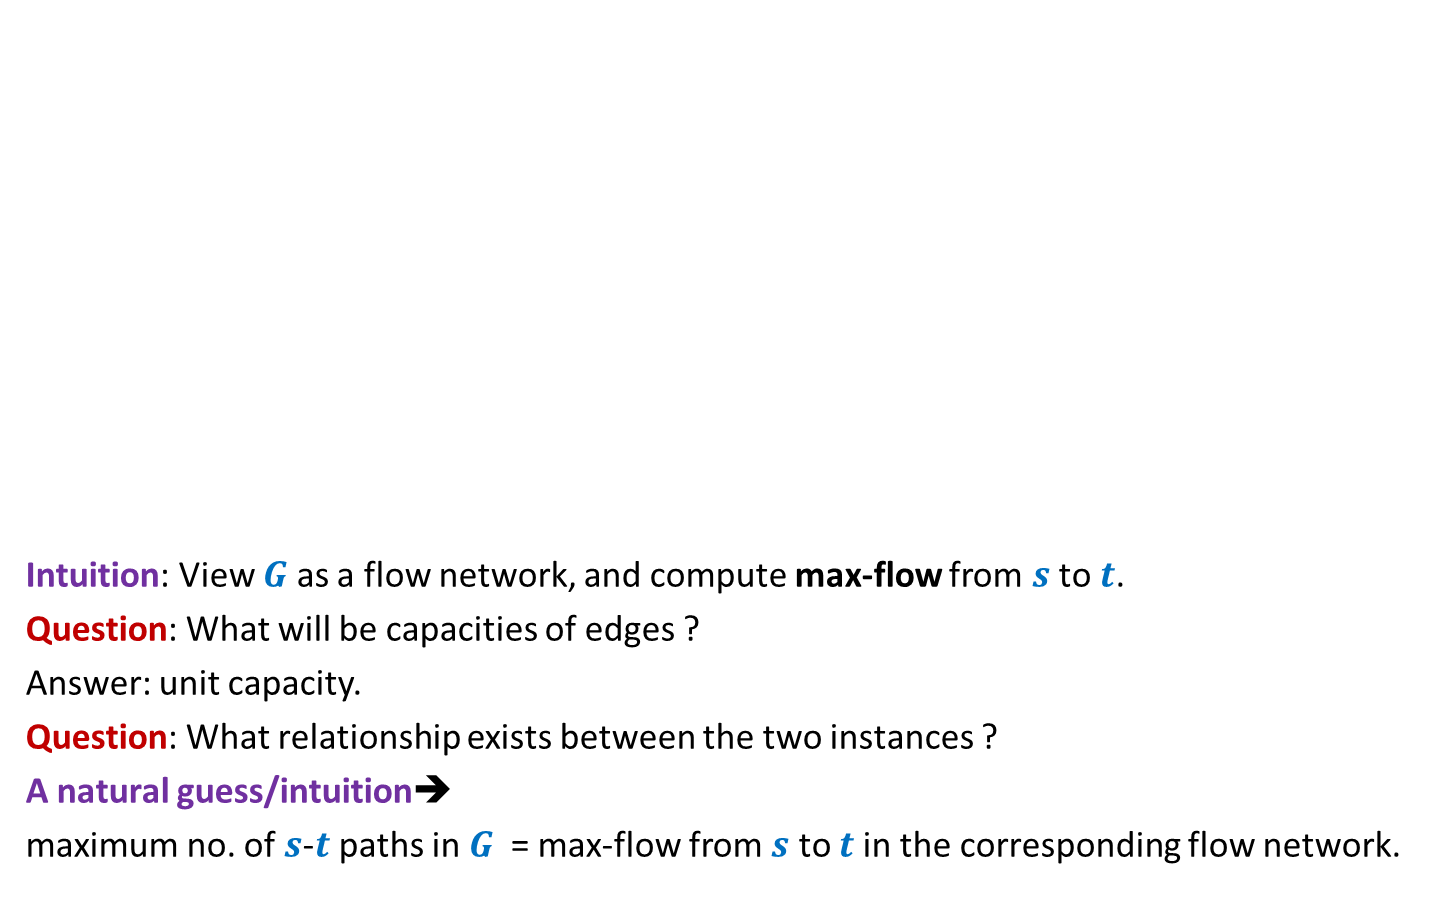 Intuition: View G as a flow network, and compute max-flow from s to t.
Question: What will be capacities of edges ?
Answer: unit capacity.
Question: What relationship exists between the two instances ?
A natural guess/intuition➔
maximum no. of s-t paths in G = max-flow from s to t in the corresponding flow network.